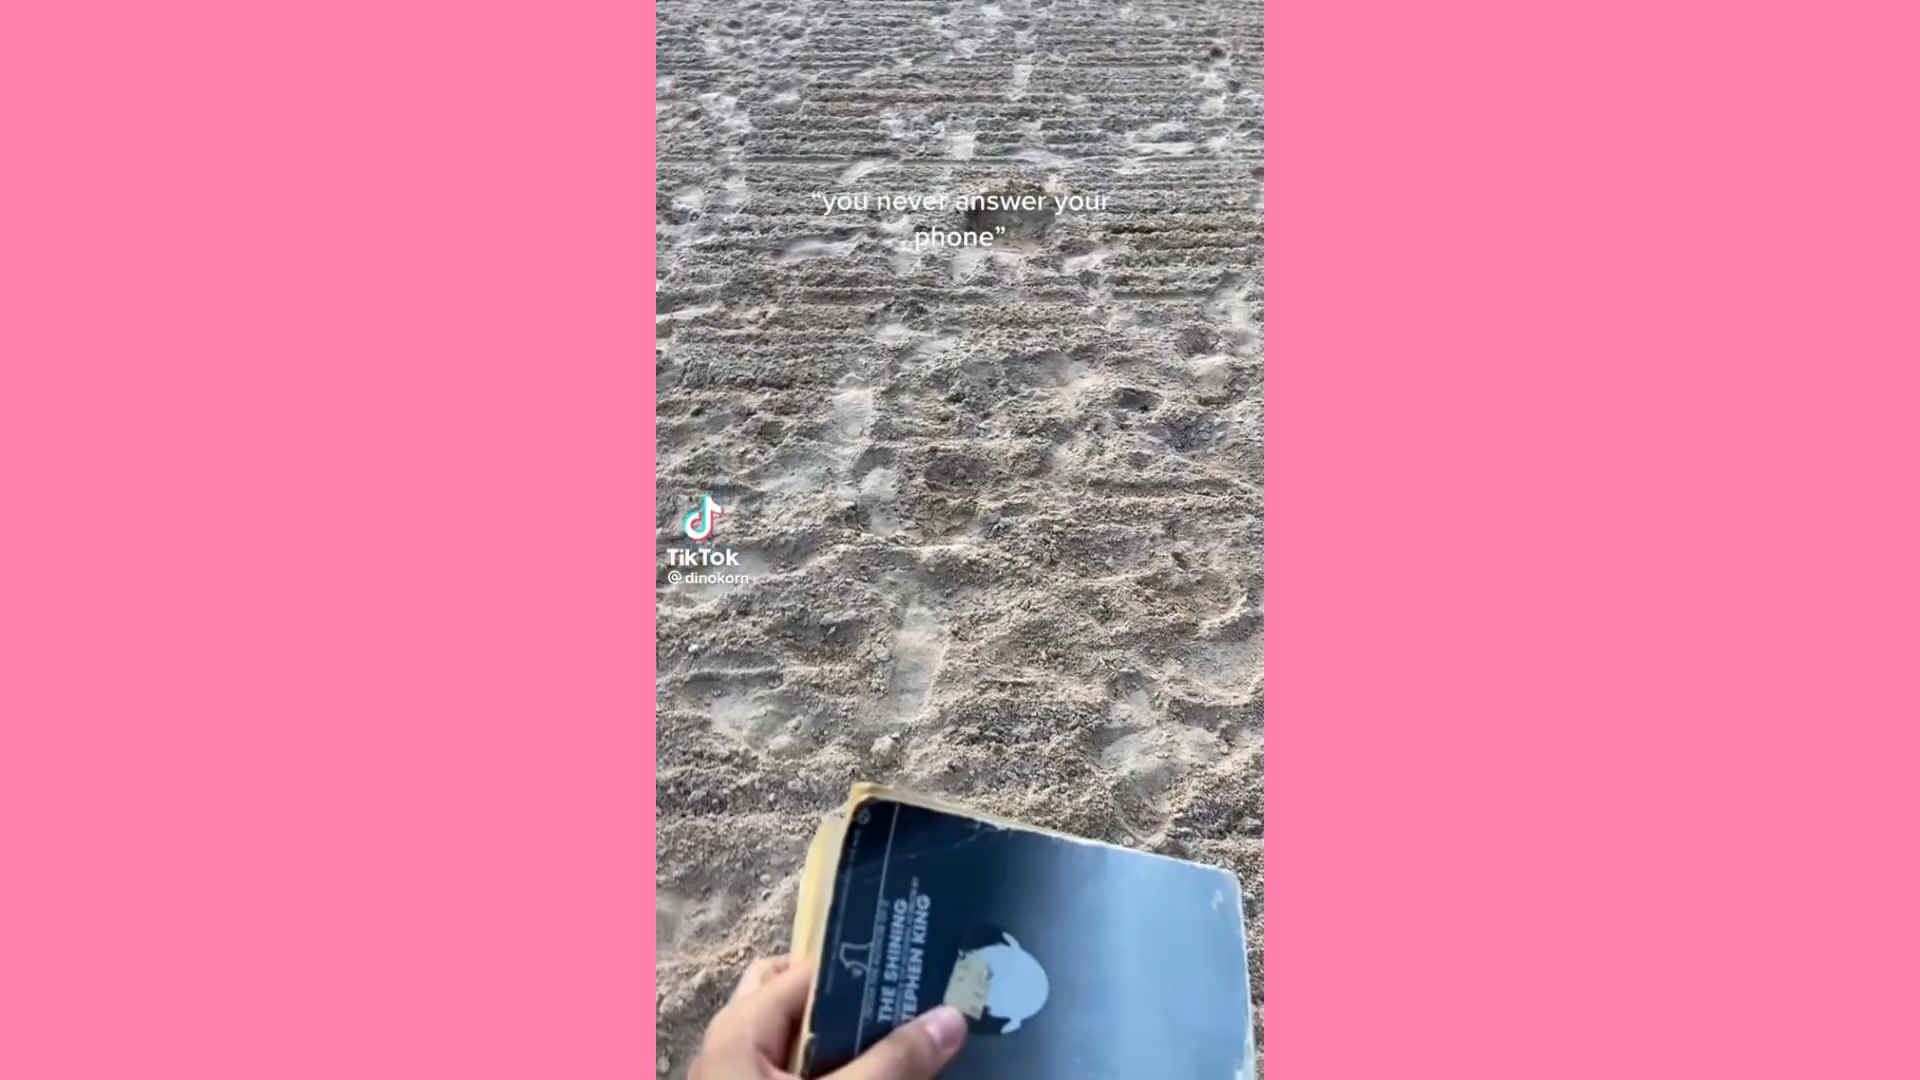 “you never answer your
phone”
TikTok
@dinokorn
THE SHINING
STEPHEN KING